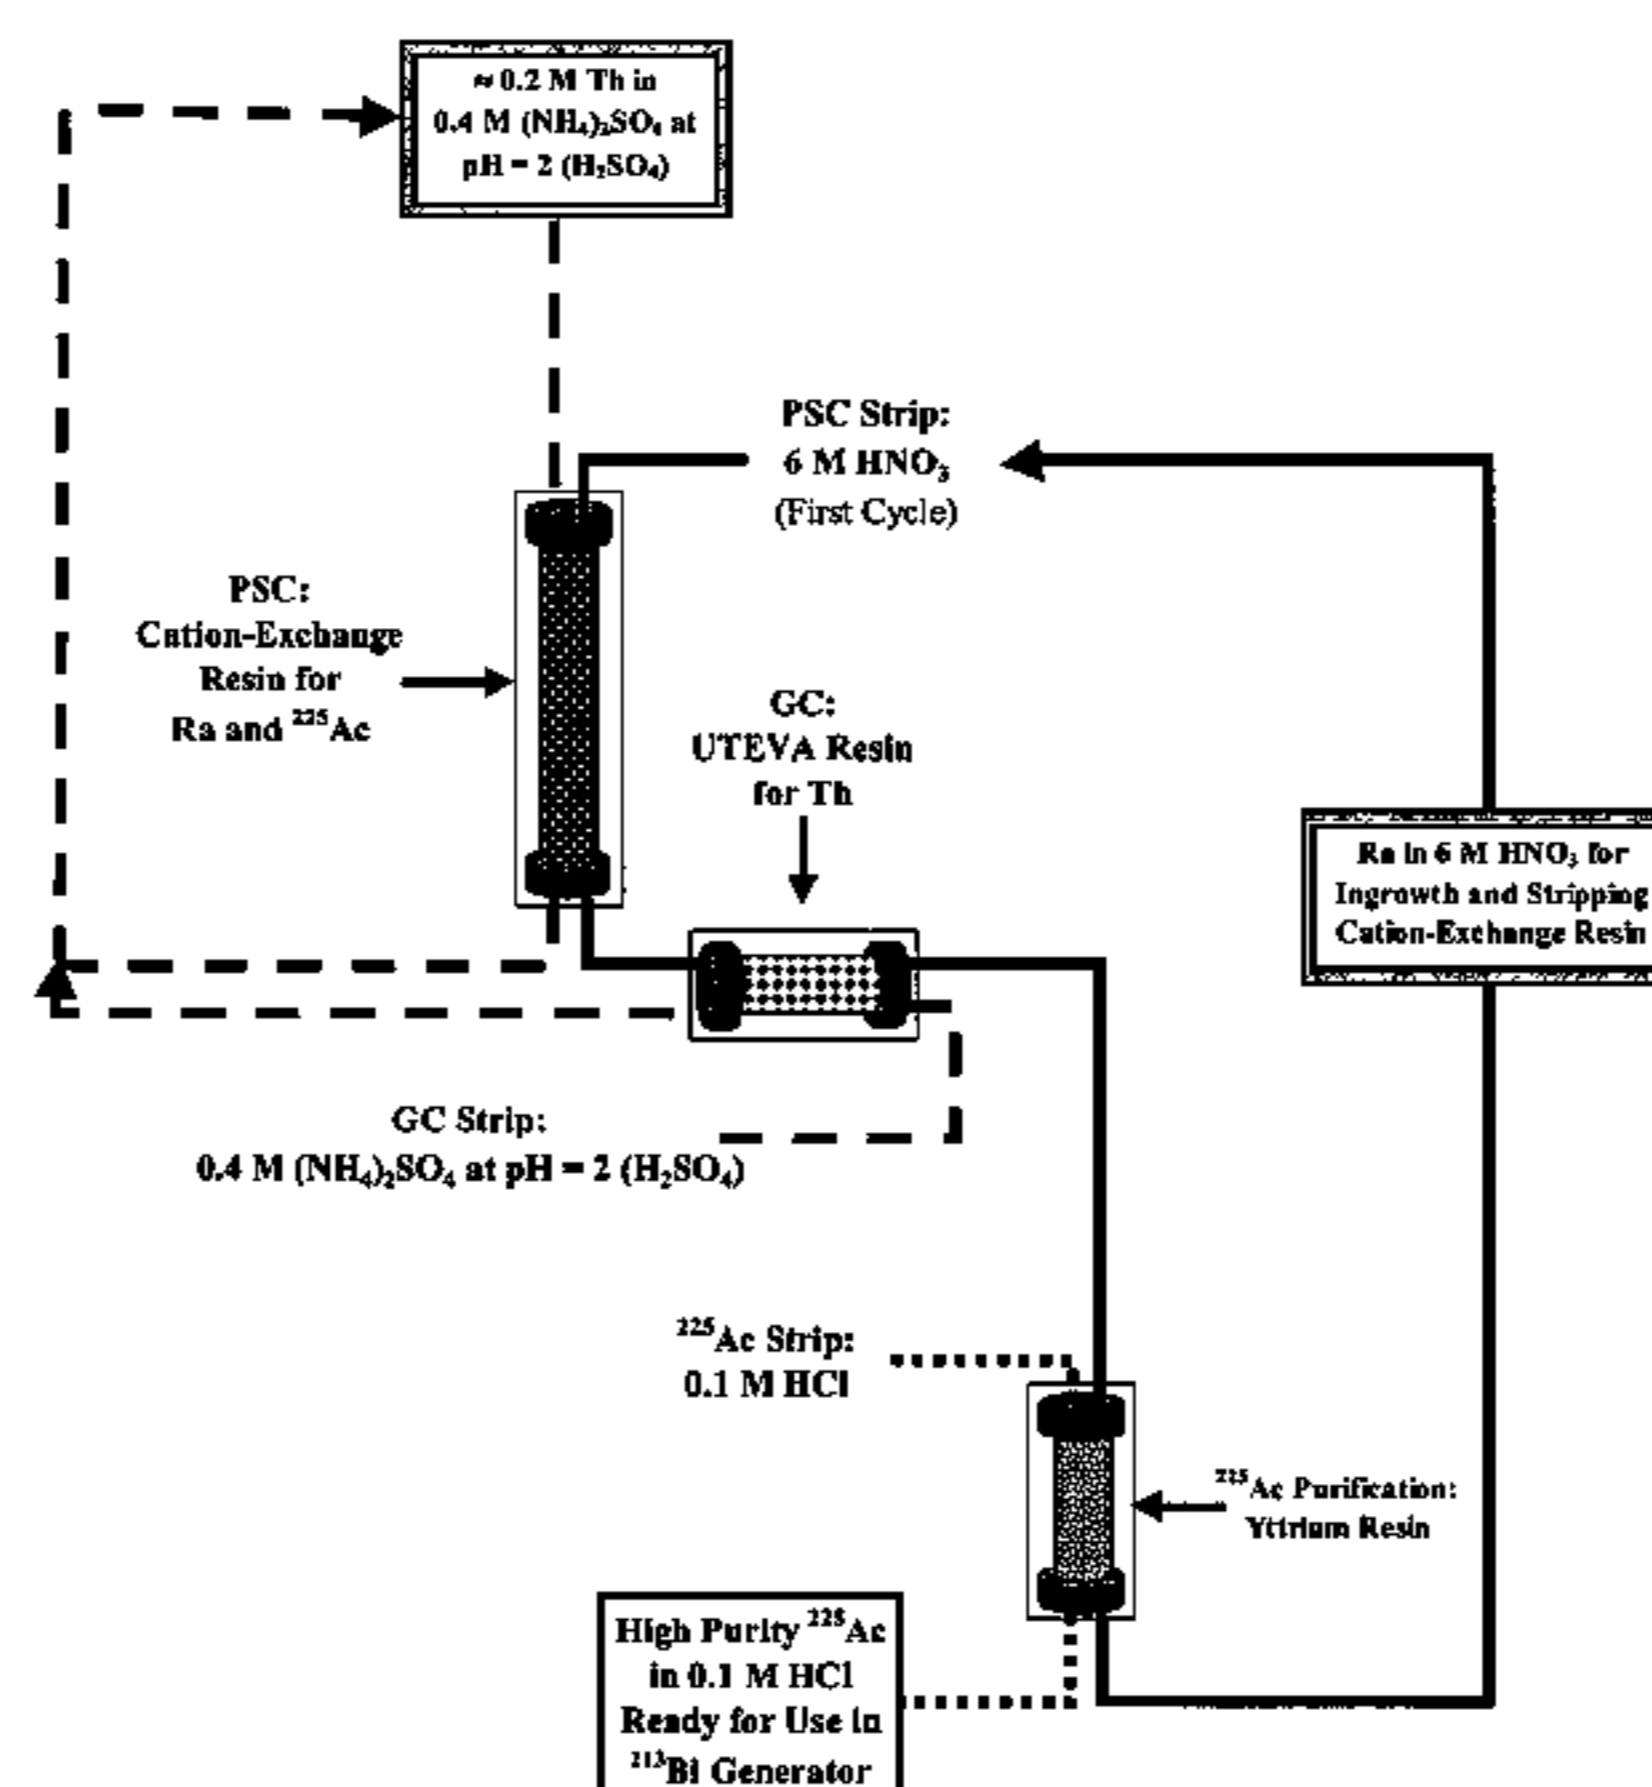 ≈ 0.2 M Th in
0.4 M (NH₄)₂SO₄ at
pH = 2 (H₂SO₄)
PSC Strip:
6 M HNO₃
(First Cycle)
PSC:
Cation-Exchange
Resin for
Ra and ²²⁵Ac
GC:
UTEVA Resin
for Th
Ra in 6 M HNO₃ for
Ingrowth and Stripping
Cation-Exchange Resin
GC Strip:
0.4 M (NH₄)₂SO₄ at pH = 2 (H₂SO₄)
²²⁵Ac Strip:
0.1 M HCl
²²⁵Ac Purification:
Yttrium Resin
High Purity ²²⁵Ac
in 0.1 M HCl
Ready for Use in
²¹³Bi Generator